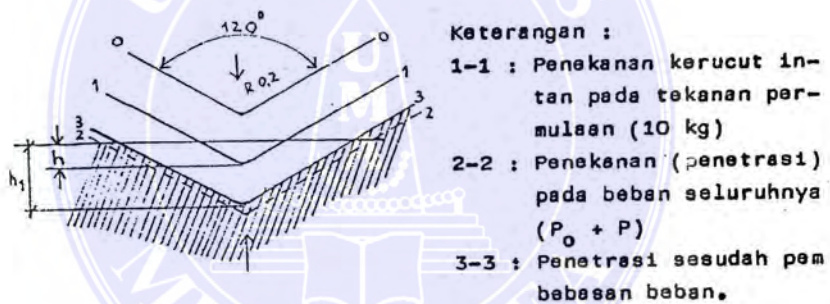 120°
0
0
R 0,2
1
1
3
2
3
2
h
h₁
Keterangan :
1-1 : Penekanan kerucut in-
tan pada tekanan per-
mulaan (10 kg)
2-2 : Penekanan (penetrasi)
pada beban seluruhnya
(P₀ + P)
3-3 : Penetrasi sesudah pem
bebasan beban.
U
M